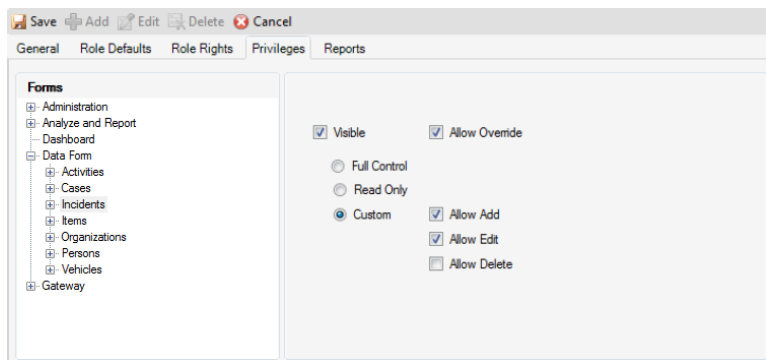 Save Add Edit Delete Cancel
General Role Defaults Role Rights Privileges Reports
Forms
Administration
Analyze and Report
Dashboard
Data Form
Activities
Cases
Incidents
Items
Organizations
Persons
Vehicles
Gateway
Visible Allow Override
Full Control
Read Only
Custom Allow Add
Allow Edit
Allow Delete